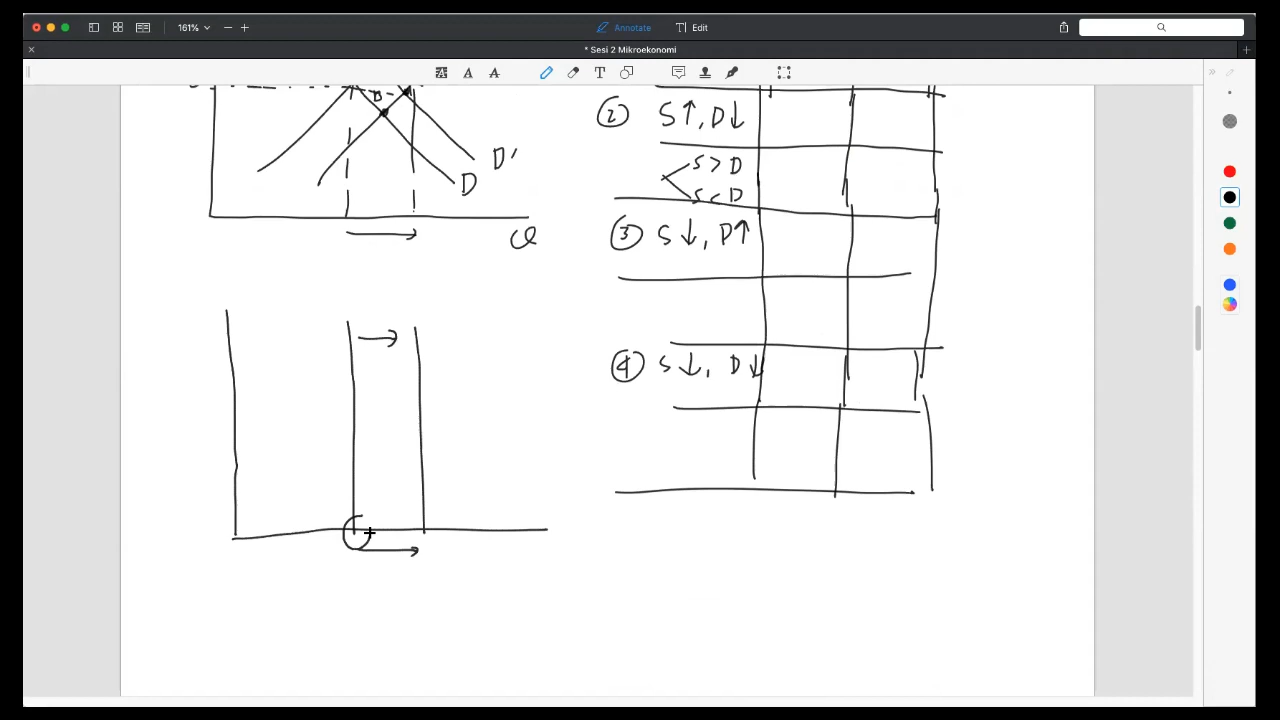 161%
Annotate
Edit
* Sesi 2 Mikroekonomi
D'
D
Q
② S↑, D↓
S > D
S < D
③ S↓, D↑
④ S↓, D↓